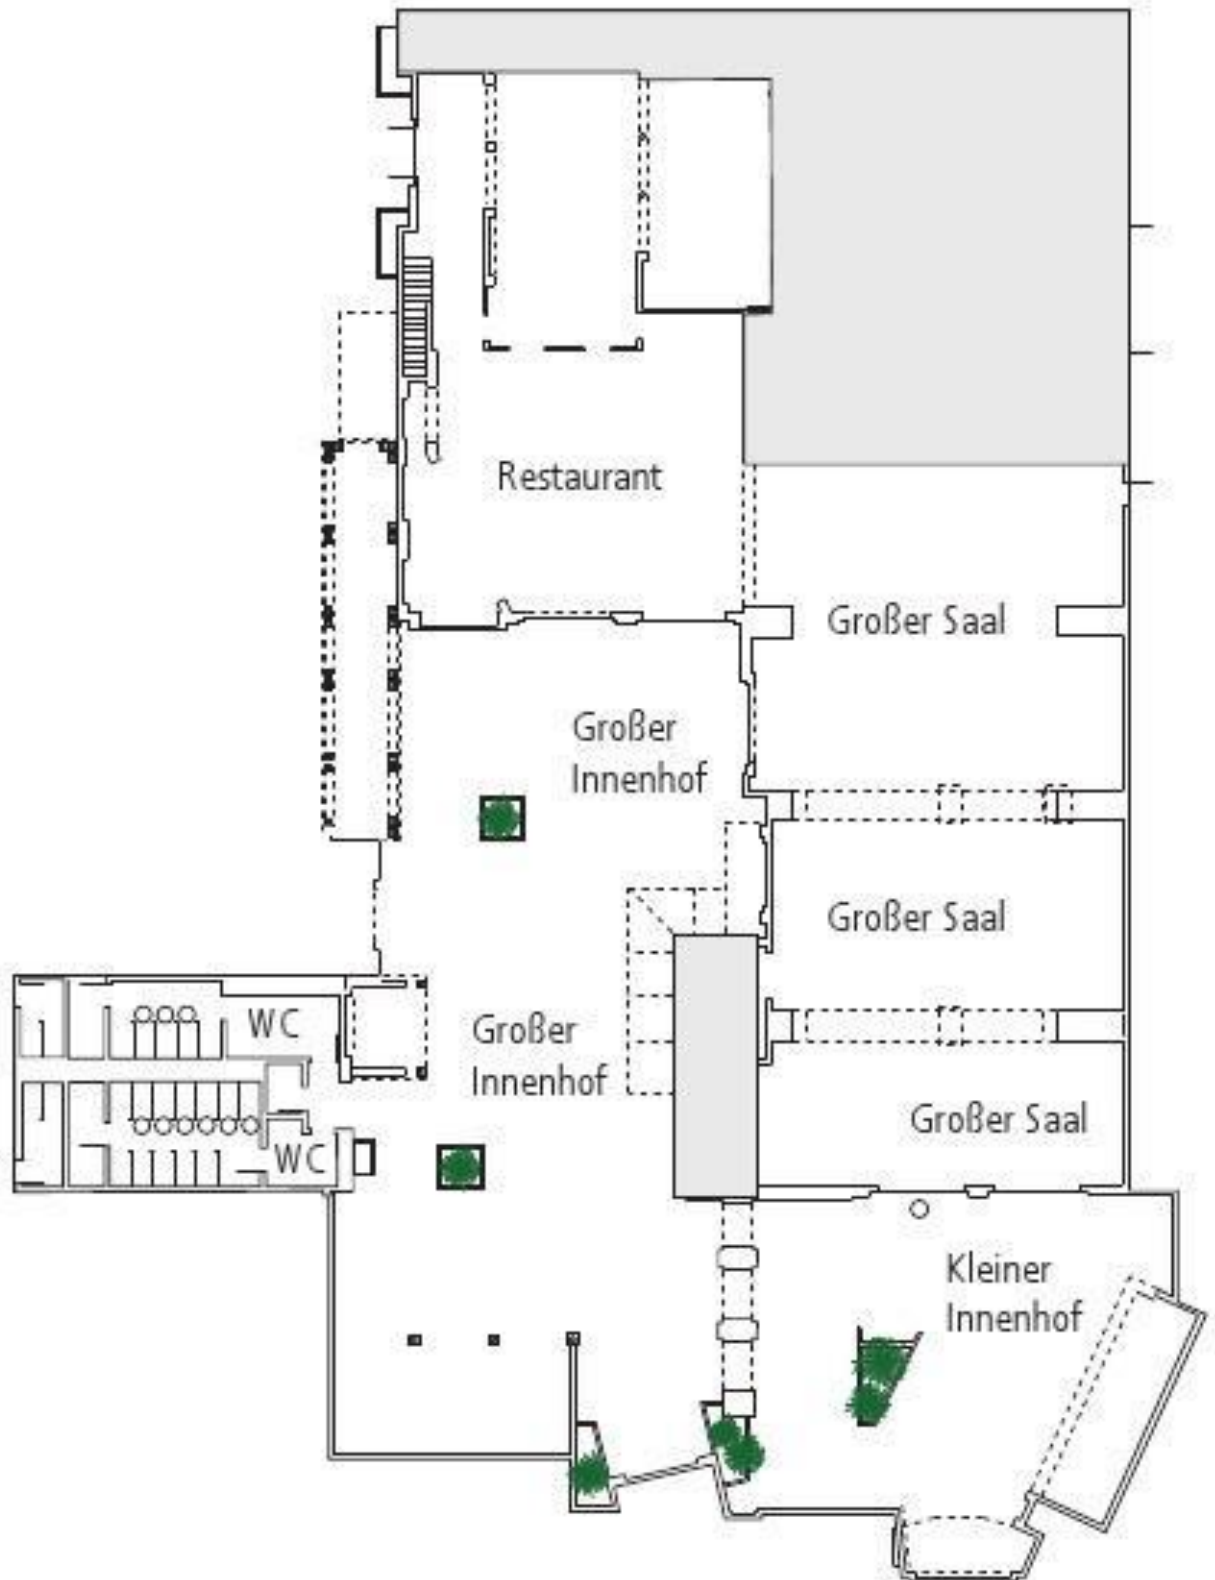 Restaurant
Großer Saal
Großer
Innenhof
Großer Saal
WC
Großer
Innenhof
Großer Saal
WC
Kleiner
Innenhof